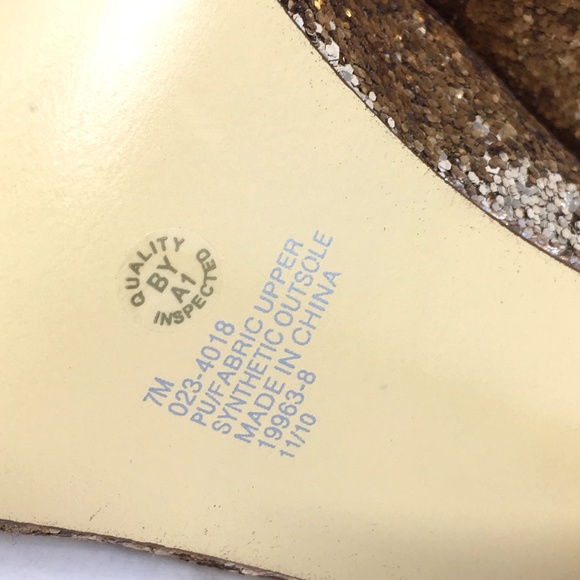 QUALITY
BY
A1
INSPECTED
7M
023-4018
PU/FABRIC UPPER
SYNTHETIC OUTSOLE
MADE IN CHINA
19963-8
11/10